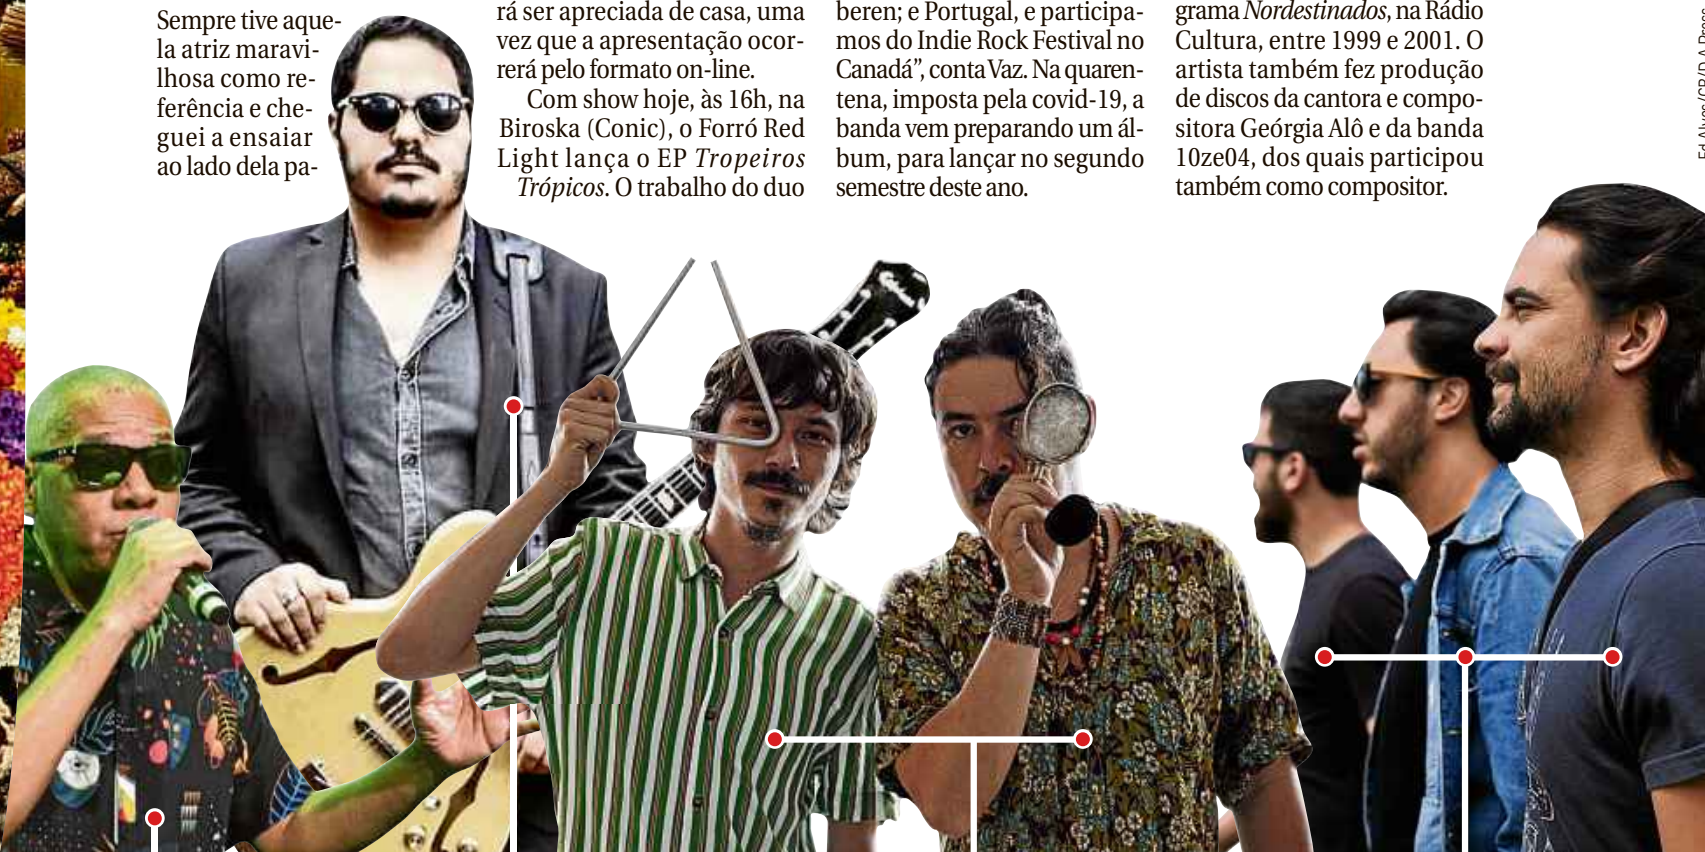 Sempre tive aque-
la atriz maravi-
lhosa como re-
ferência e che-
guei a ensaiar
ao lado dela pa-
rá ser apreciada de casa, uma
vez que a apresentação ocor-
rerá pelo formato on-line.
Com show hoje, às 16h, na
Biroska (Conic), o Forró Red
Light lança o EP Tropeiros
Trópicos. O trabalho do duo
beren; e Portugal, e participa-
mos do Indie Rock Festival no
Canadá”, conta Vaz. Na quaren-
tena, imposta pela covid-19, a
banda vem preparando um ál-
bum, para lançar no segundo
semestre deste ano.
grama Nordestinados, na Rádio
Cultura, entre 1999 e 2001. O
artista também fez produção
de discos da cantora e compo-
sitora Geórgia Alô e da banda
10ze04, dos quais participou
também como compositor.
Ed Alves/CB/D.A Press